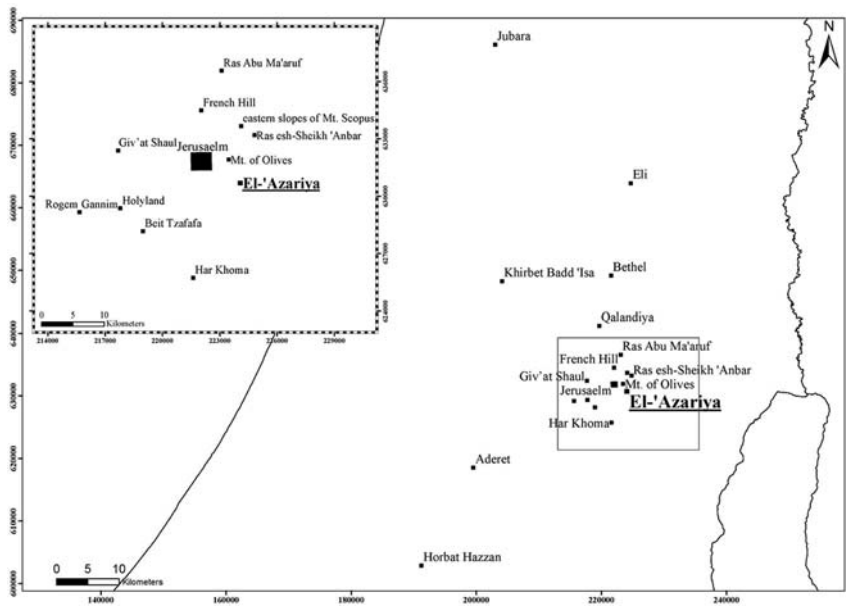 N
Jubara
Eli
Bethel
Khirbet Badd 'Isa
Qalandiya
Ras Abu Ma'aruf
French Hill
Ras esh-Sheikh 'Anbar
Giv'at Shaul
Mt. of Olives
Jerusaelm
El-'Azariya
Har Khoma
Aderet
Horbat Hazzan
0 5 10
Kilometers
690000
680000
670000
660000
650000
640000
630000
620000
610000
600000
140000
160000
180000
200000
220000
240000
Ras Abu Ma'aruf
French Hill
eastern slopes of Mt. Scopus
Ras esh-Sheikh 'Anbar
Giv'at Shaul
Jerusaelm
Mt. of Olives
El-'Azariya
Rogem Gannim
Holyland
Beit Tzafafa
Har Khoma
0 5 10
Kilometers
214000
217000
220000
223000
226000
229000
636000
633000
630000
627000
624000